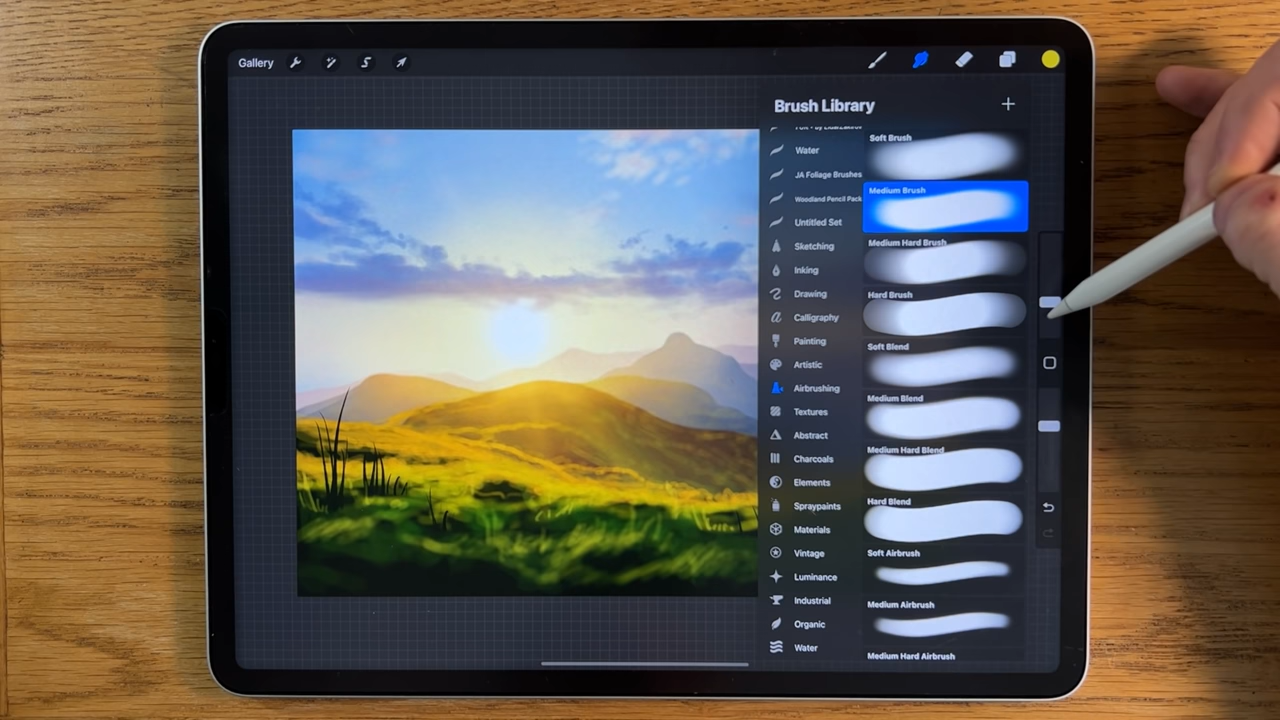 Gallery
Brush Library
Water
JA Foliage Brushes
Woodland Pencil Pack
Untitled Set
Sketching
Inking
Drawing
Calligraphy
Painting
Artistic
Airbrushing
Textures
Abstract
Charcoals
Elements
Spraypaints
Materials
Vintage
Luminance
Industrial
Organic
Water
Soft Brush
Medium Brush
Medium Hard Brush
Hard Brush
Soft Blend
Medium Blend
Medium Hard Blend
Hard Blend
Soft Airbrush
Medium Airbrush
Medium Hard Airbrush